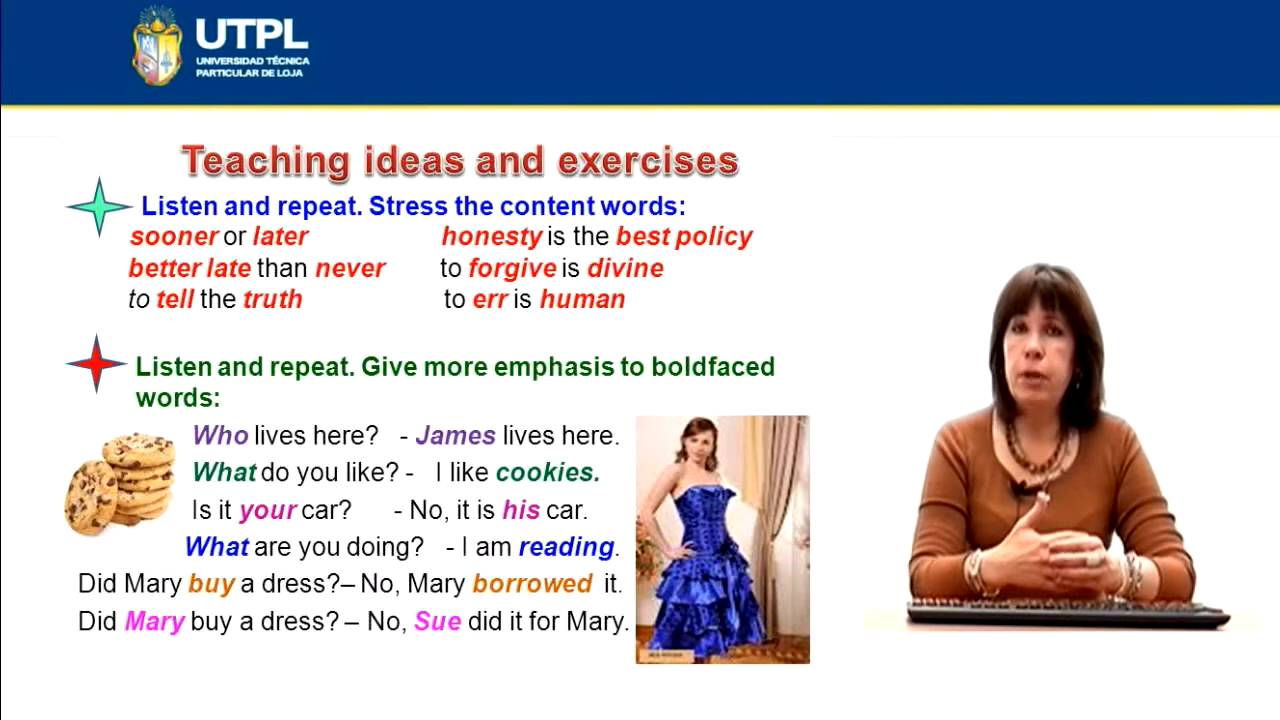 UTPL
UNIVERSIDAD TÉCNICA
PARTICULAR DE LOJA
Teaching ideas and exercises
Listen and repeat. Stress the content words:
sooner or later
better late than never
to tell the truth
honesty is the best policy
to forgive is divine
to err is human
Listen and repeat. Give more emphasis to boldfaced
words:
Who lives here? - James lives here.
What do you like? - I like cookies.
Is it your car? - No, it is his car.
What are you doing? - I am reading.
Did Mary buy a dress?– No, Mary borrowed it.
Did Mary buy a dress? – No, Sue did it for Mary.